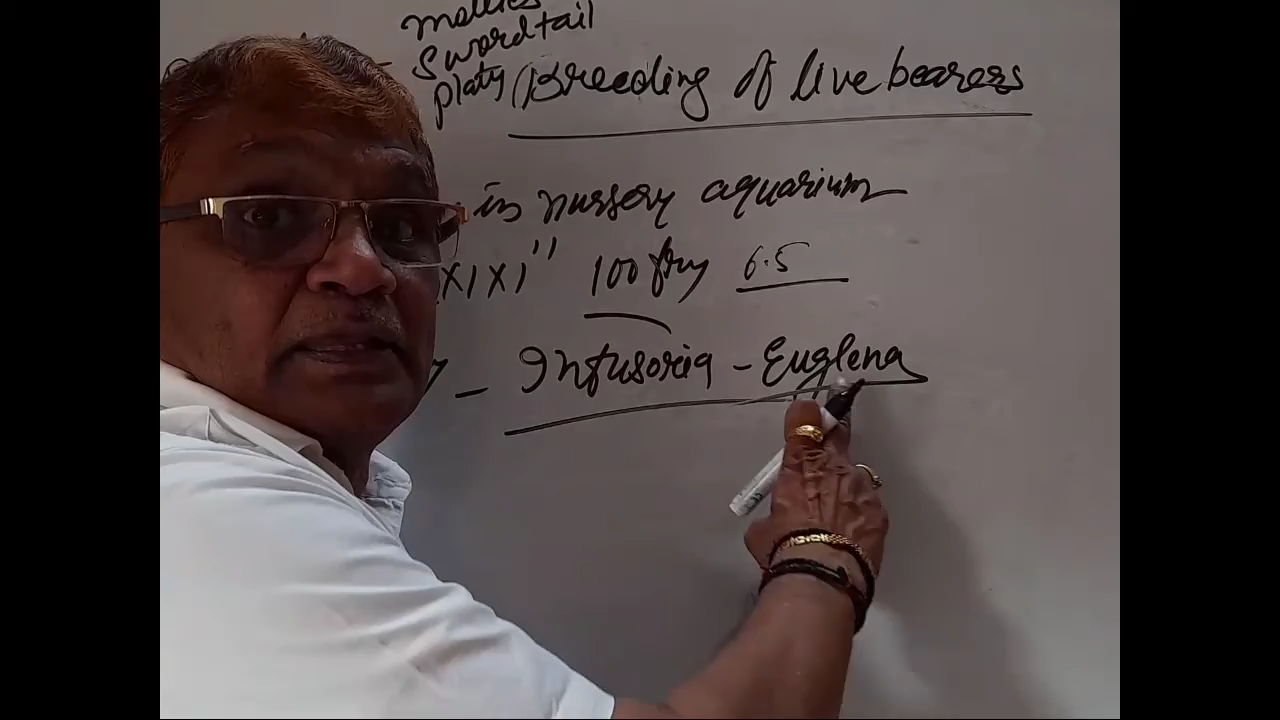 mollies
Swordtail
platy (Breeding of live bearers
in nursery aquarium
X1X1" 100 fry 6.5
- Infusoria - Euglena